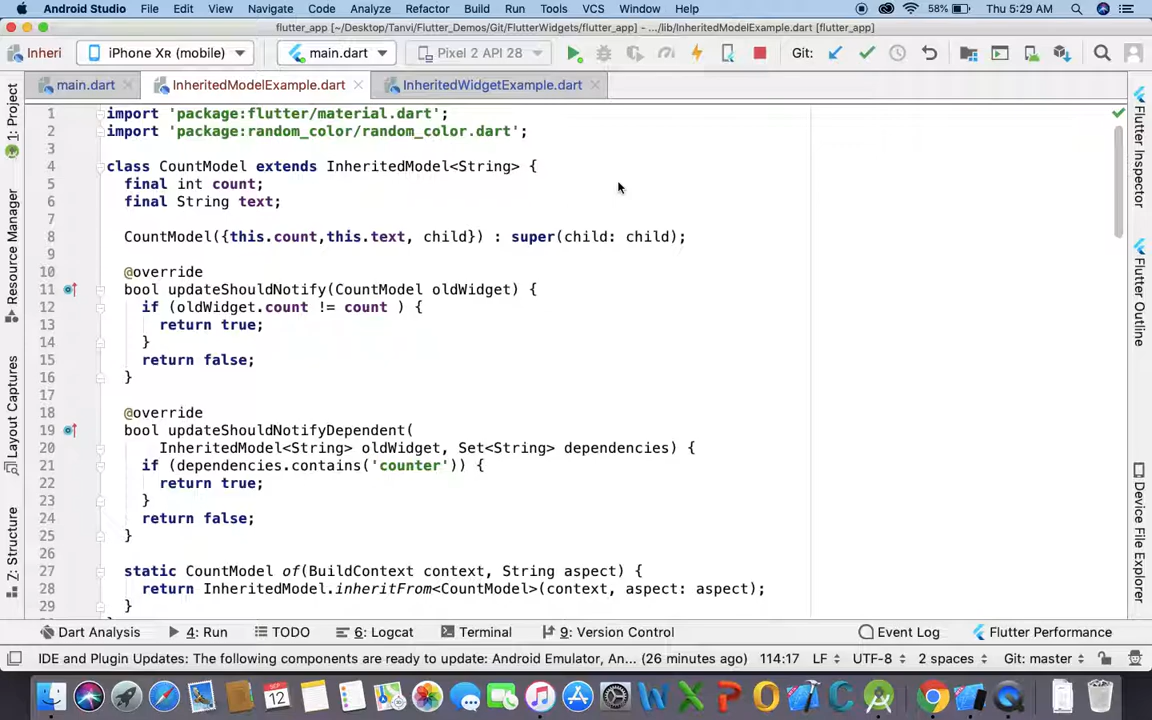 Android Studio File Edit View Navigate Code Analyze Refactor Build Run Tools VCS Window Help 58% Thu 5:29 AM
flutter_app [~/Desktop/Tanvi/Flutter_Demos/Git/FlutterWidgets/flutter_app] - .../lib/InheritedModelExample.dart [flutter_app]
Inheri iPhone Xʀ (mobile) main.dart Pixel 2 API 28 Git:
main.dart InheritedModelExample.dart InheritedWidgetExample.dart
1 import 'package:flutter/material.dart';
2 import 'package:random_color/random_color.dart';
3
4 class CountModel extends InheritedModel<String> {
5 final int count;
6 final String text;
7
8 CountModel({this.count,this.text, child}) : super(child: child);
9
10 @override
11 bool updateShouldNotify(CountModel oldWidget) {
12 if (oldWidget.count != count ) {
13 return true;
14 }
15 return false;
16 }
17
18 @override
19 bool updateShouldNotifyDependent(
20 InheritedModel<String> oldWidget, Set<String> dependencies) {
21 if (dependencies.contains('counter')) {
22 return true;
23 }
24 return false;
25 }
26
27 static CountModel of(BuildContext context, String aspect) {
28 return InheritedModel.inheritFrom<CountModel>(context, aspect: aspect);
29 }
1: Project
Resource Manager
Layout Captures
7: Structure
Flutter Inspector
Flutter Outline
Device File Explorer
Dart Analysis 4: Run TODO 6: Logcat Terminal 9: Version Control Event Log Flutter Performance
IDE and Plugin Updates: The following components are ready to update: Android Emulator, An... (26 minutes ago) 114:17 LF UTF-8 2 spaces Git: master
SEP
12